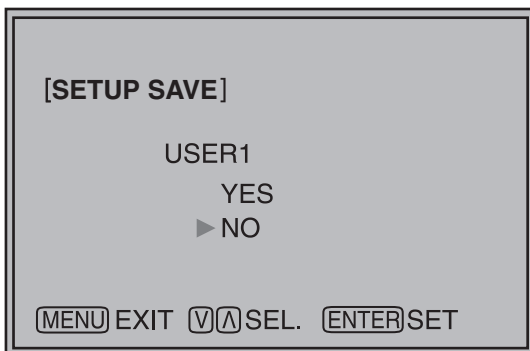 [SETUP SAVE]
USER1
YES
▶NO
MENU EXIT V Λ SEL. ENTER SET